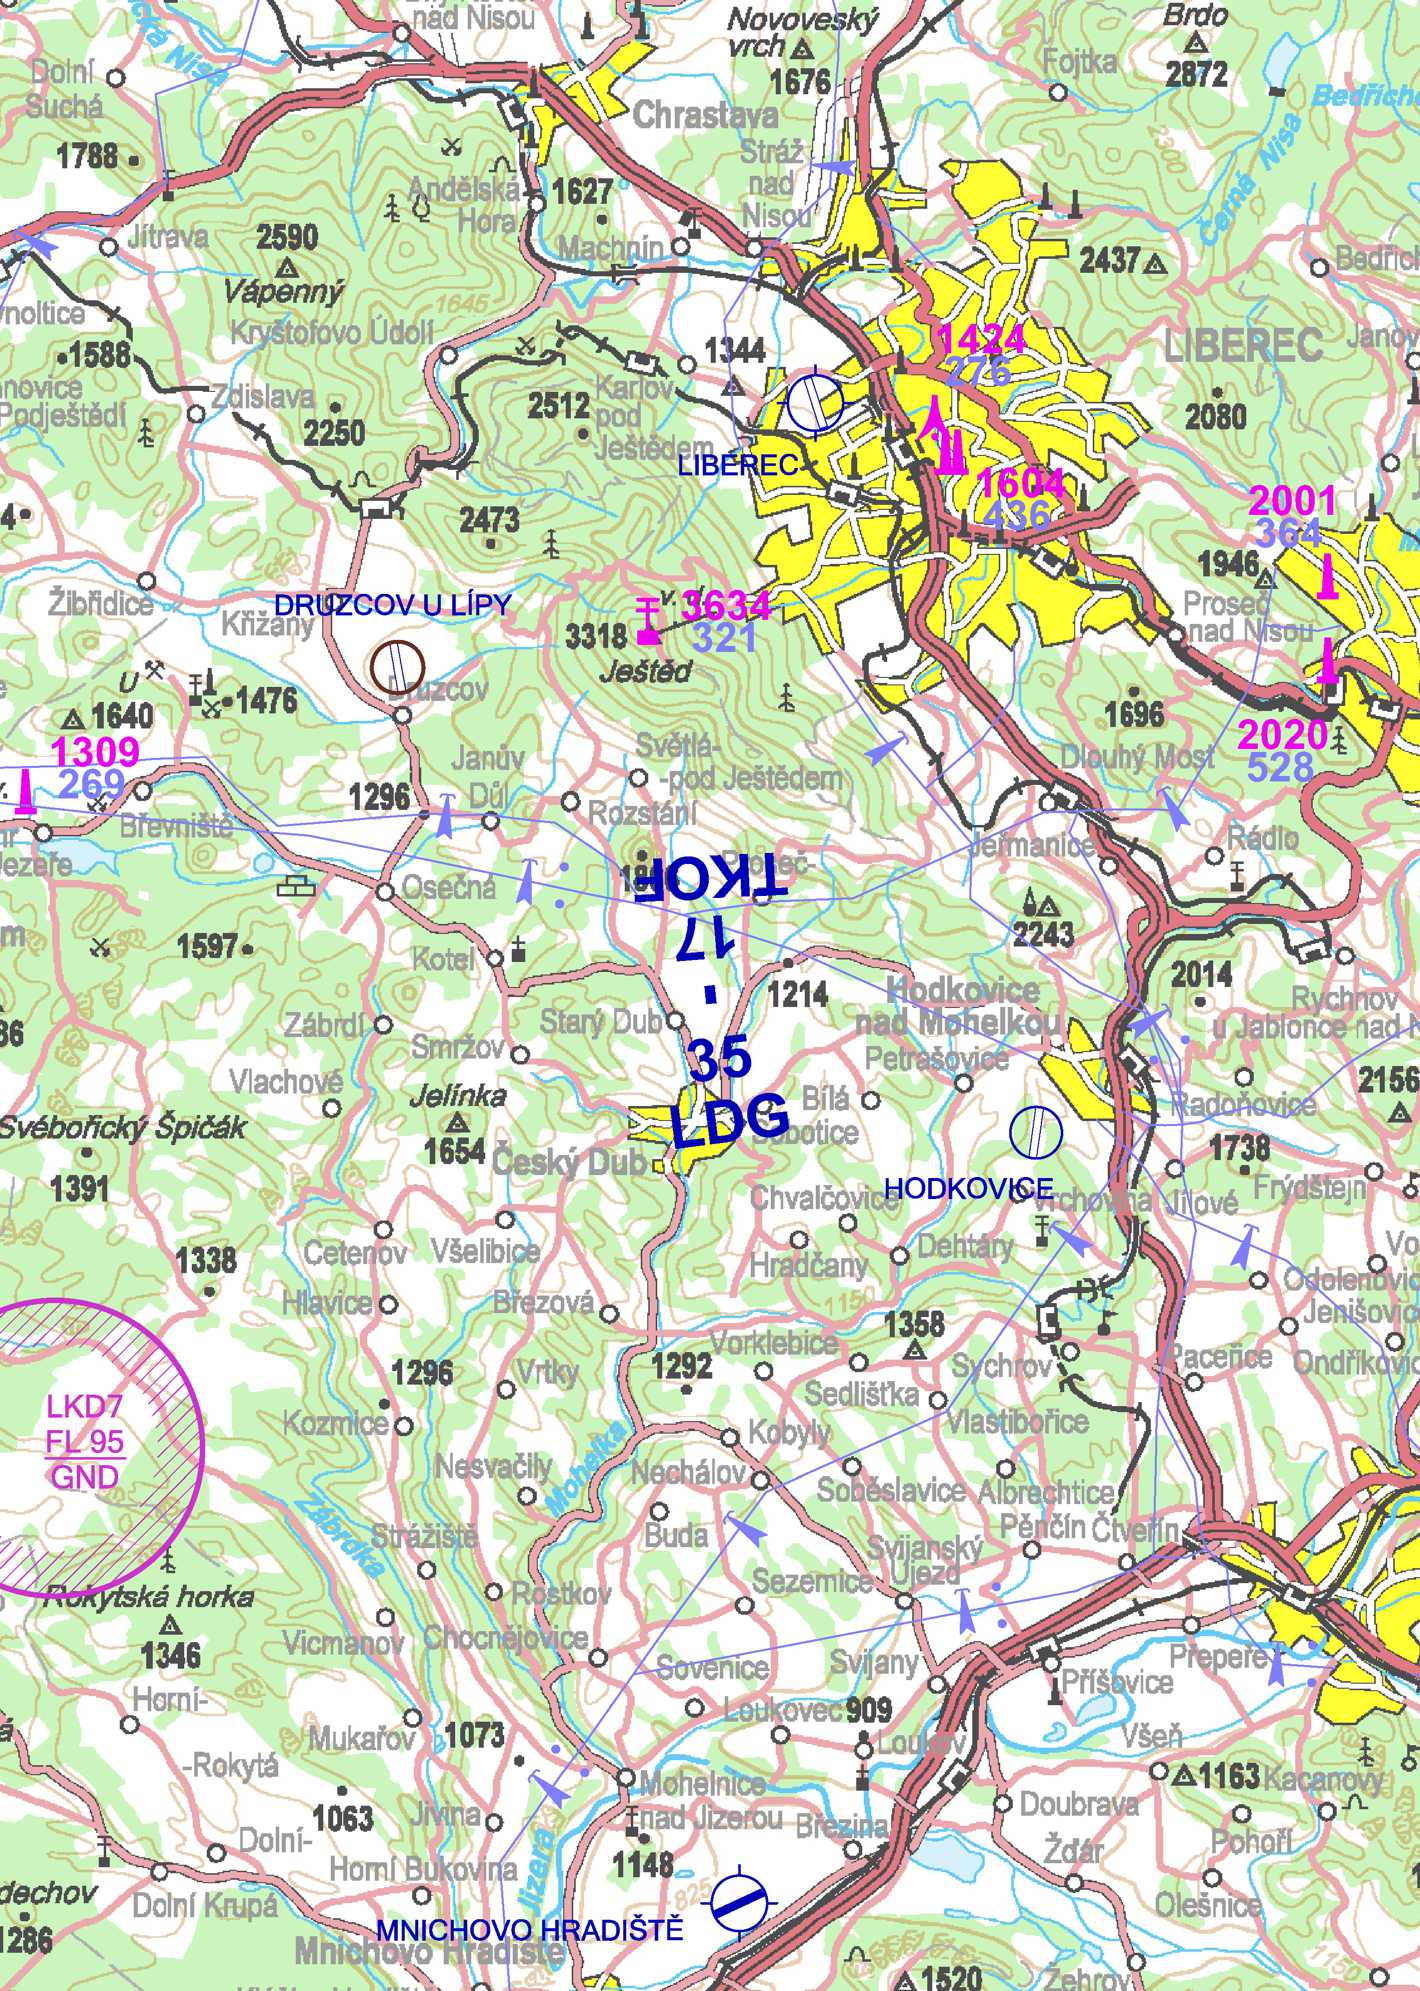 nad Nisou
Novoveský
vrch
1676
Brdo
2872
Dolní
Suchá
Fojtka
Chrastava
1788
Stráž
nad
Nisou
Andělská
Hora
1627
Černá Nisa
Jítrava
2590
Vápenný
Machnín
2437
1645
Kryštofovo Údolí
1424
276
LIBEREC
1588
1344
Zdislava
Podještědí
2250
2512
Karlov
pod
Ještědem
2080
LIBEREC
1604
436
2001
364
2473
1946
Žibřidice
DRUZCOV U LÍPY
Křižany
3634
321
3318
Ještěd
Proseč
nad Nisou
Druzcov
1476
1640
1696
1309
269
Janův
Důl
Světlá-
-pod Ještědem
Dlouhý Most
2020
528
1296
Rozstání
Břevniště
Jeřmanice
Rádlo
Osečná
TKOF
17
-
35
LDG
2243
1597
Kotel
1214
Hodkovice
nad Mohelkou
2014
Rychnov
u Jablonce nad N
Zábrdí
Starý Dub
Smržov
Petrašovice
Vlachové
Jelínka
1654
Bílá
Sobotice
Radoňovice
2156
Svébořický Špičák
1391
Český Dub
1738
Chvalčovice
HODKOVICE
Vrchovina
Jílové
Frýdštejn
Cetenov
Všelibice
Dehtáry
Hradčany
1338
Hlavice
Březová
1150
Jenišovic
Vorklebice
1358
1296
Vrtky
1292
Sychrov
Paceřice
Ondříkovic
LKD7
FL 95
GND
Sedlišťka
Kozmice
Vlastibořice
Kobyly
Nesvačily
Mohelka
Nechálov
Soběslavice
Albrechtice
Zábrdka
Strážiště
Buda
Pěnčín
Čtveřín
Svijanský
Újezd
Sezemice
Rokytská horka
1346
Rostkov
Vicmanov
Chocnějovice
Sovenice
Svijany
Přepeře
Příšovice
Horní-
-Rokytá
Loukovec
909
Mukařov
1073
Loukov
Všeň
1163
Kacanovy
Mohelnice
nad Jizerou
1063
Jivina
Doubrava
Březina
Dolní-
Pohoří
Horní Bukovina
1148
Žďár
Jizera
825
Dolní Krupá
Olešnice
1286
MNICHOVO HRADIŠTĚ
Mnichovo Hradiště
1520
Žehrov
1150